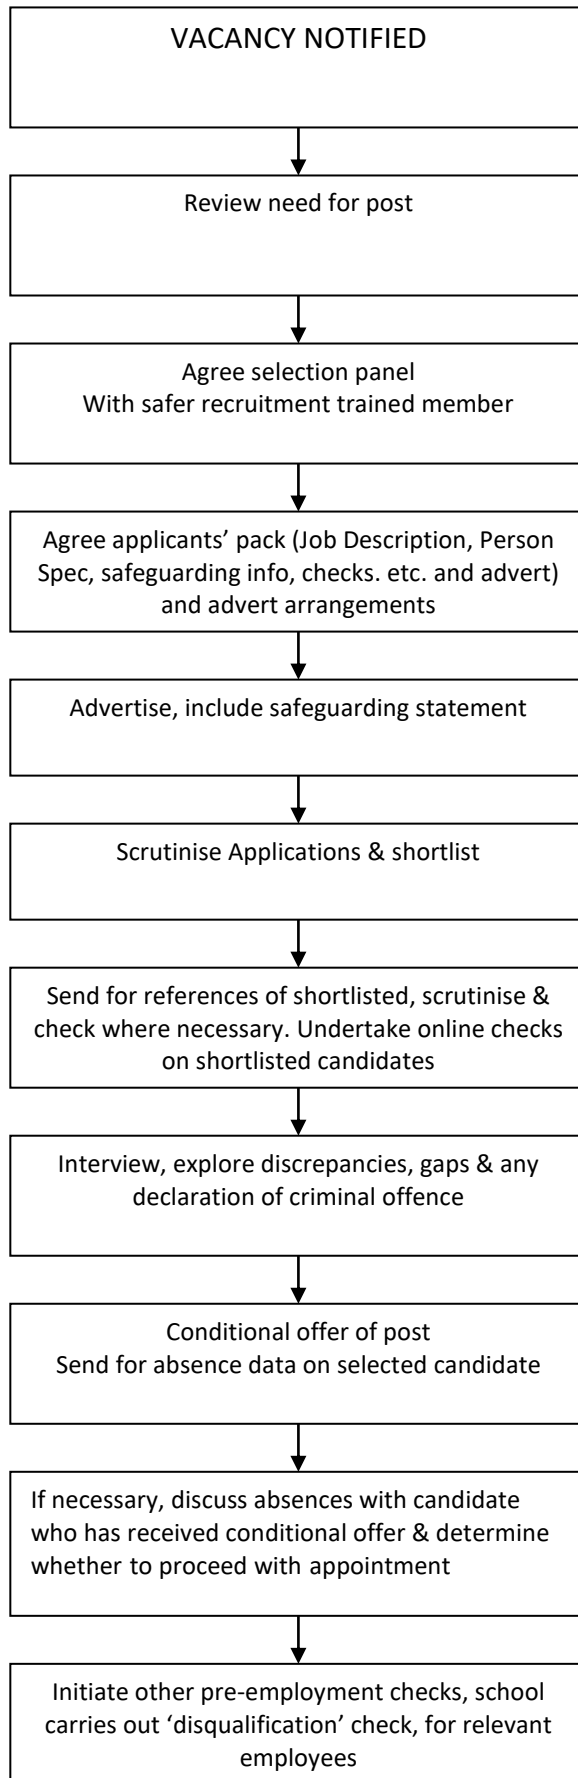 VACANCY NOTIFIED
Review need for post
Agree selection panel
With safer recruitment trained member
Agree applicants’ pack (Job Description, Person
Spec, safeguarding info, checks. etc. and advert)
and advert arrangements
Advertise, include safeguarding statement
Scrutinise Applications & shortlist
Send for references of shortlisted, scrutinise &
check where necessary. Undertake online checks
on shortlisted candidates
Interview, explore discrepancies, gaps & any
declaration of criminal offence
Conditional offer of post
Send for absence data on selected candidate
If necessary, discuss absences with candidate
who has received conditional offer & determine
whether to proceed with appointment
Initiate other pre-employment checks, school
carries out ‘disqualification’ check, for relevant
employees